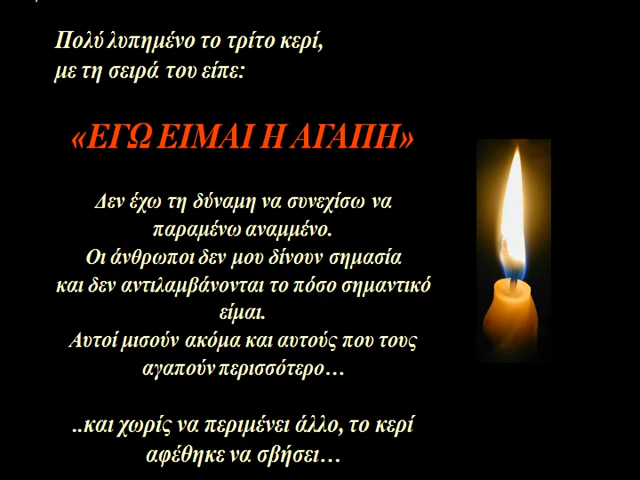 Πολύ λυπημένο το τρίτο κερί,
με τη σειρά του είπε:
«ΕΓΩ ΕΙΜΑΙ Η ΑΓΑΠΗ»
Δεν έχω τη δύναμη να συνεχίσω να
παραμένω αναμμένο.
Οι άνθρωποι δεν μου δίνουν σημασία
και δεν αντιλαμβάνονται το πόσο σημαντικό
είμαι.
Αυτοί μισούν ακόμα και αυτούς που τους
αγαπούν περισσότερο…
..και χωρίς να περιμένει άλλο, το κερί
αφέθηκε να σβήσει…